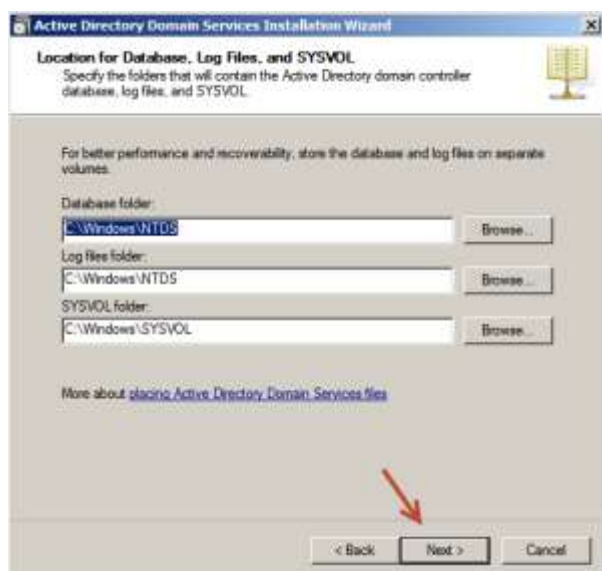 Active Directory Domain Services Installation Wizard
Location for Database, Log Files, and SYSVOL
Specify the folders that will contain the Active Directory domain controller
database, log files, and SYSVOL.
For better performance and recoverability, store the database and log files on separate
volumes.
Database folder:
C:\Windows\NTDS
Browse...
Log files folder:
C:\Windows\NTDS
Browse...
SYSVOL folder:
C:\Windows\SYSVOL
Browse...
More about placing Active Directory Domain Services files
< Back Next > Cancel